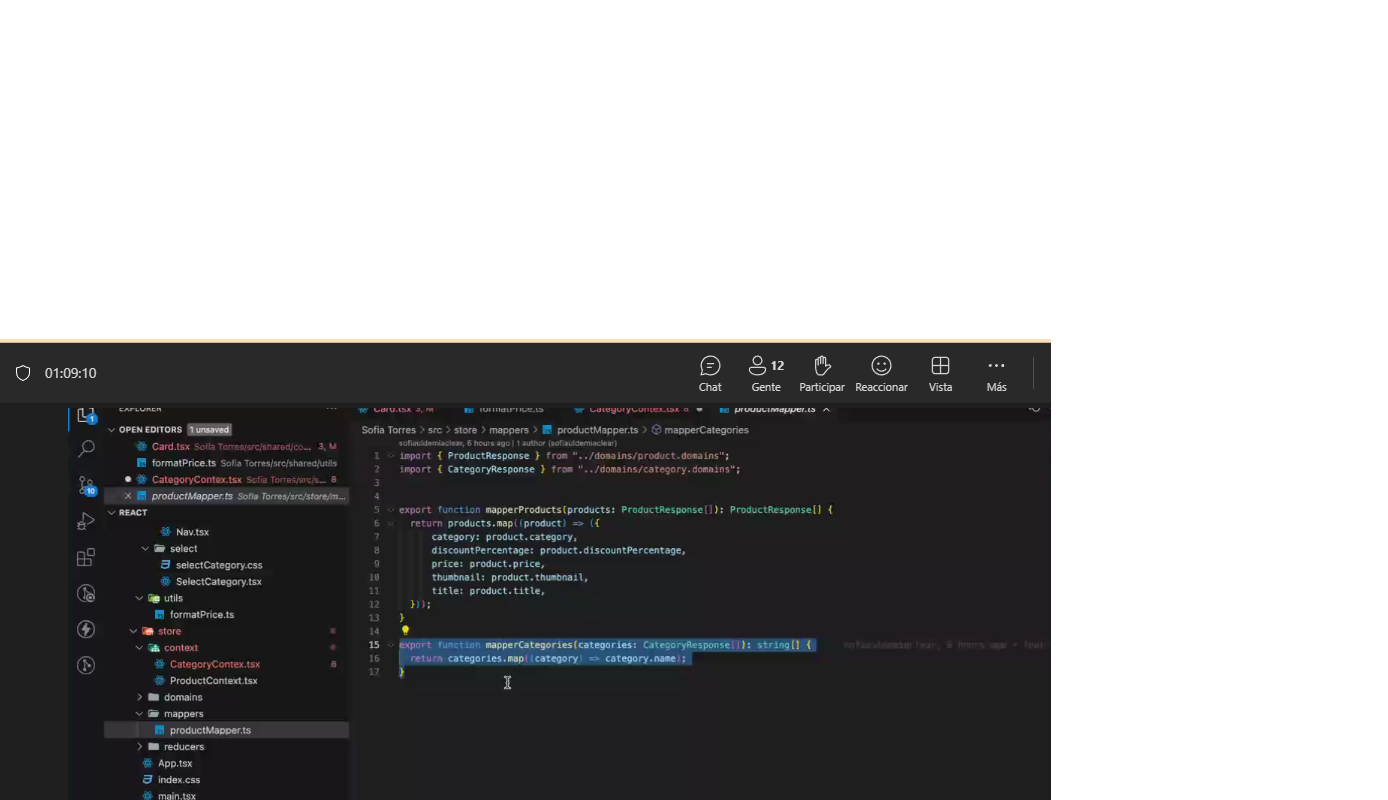 01:09:10
Chat
12
Gente
Participar
Reaccionar
Vista
Más
EXPLORER
Card.tsx 3, M
formatPrice.ts
CategoryContex.tsx 8
productMapper.ts
1
Sofia Torres > src > store > mappers > productMapper.ts > mapperCategories
OPEN EDITORS 1 unsaved
Card.tsx Sofia Torres/src/shared/co... 3, M
formatPrice.ts Sofia Torres/src/shared/utils
CategoryContex.tsx Sofia Torres/src/s... 8
productMapper.ts Sofia Torres/src/store/m...
10
REACT
Nav.tsx
select
selectCategory.css
SelectCategory.tsx
utils
formatPrice.ts
store
context
CategoryContex.tsx 8
ProductContext.tsx
domains
mappers
productMapper.ts
reducers
App.tsx
index.css
main.tsx
sofiauldemiaclear, 6 hours ago | 1 author (sofiauldemiaclear)
1 import { ProductResponse } from "../domains/product.domains";
2 import { CategoryResponse } from "../domains/category.domains";
3
4
5 export function mapperProducts(products: ProductResponse[]): ProductResponse[] {
6 return products.map((product) => ({
7 category: product.category,
8 discountPercentage: product.discountPercentage,
9 price: product.price,
10 thumbnail: product.thumbnail,
11 title: product.title,
12 }));
13 }
14
15 export function mapperCategories(categories: CategoryResponse[]): string[] {
16 return categories.map((category) => category.name);
17 }